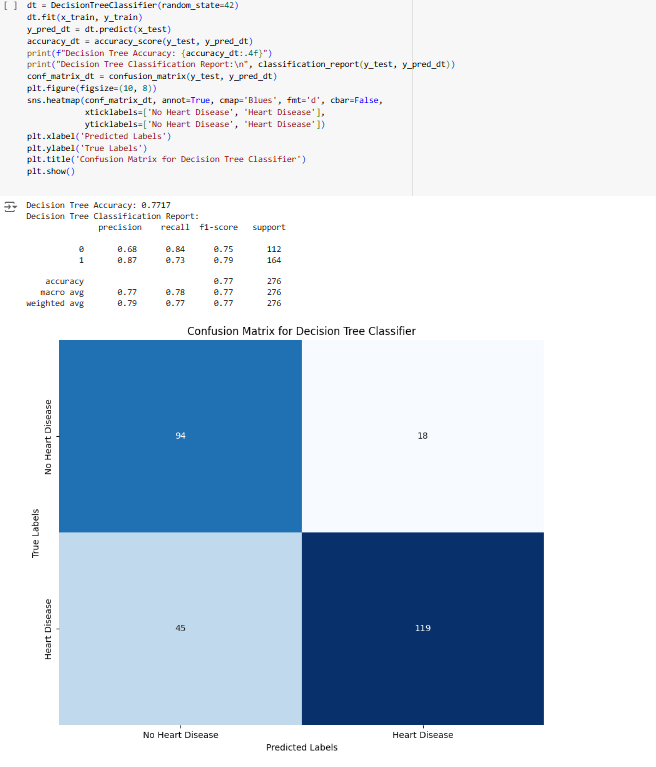 [ ] dt = DecisionTreeClassifier(random_state=42)
dt.fit(x_train, y_train)
y_pred_dt = dt.predict(x_test)
accuracy_dt = accuracy_score(y_test, y_pred_dt)
print(f"Decision Tree Accuracy: {accuracy_dt:.4f}")
print("Decision Tree Classification Report:\n", classification_report(y_test, y_pred_dt))
conf_matrix_dt = confusion_matrix(y_test, y_pred_dt)
plt.figure(figsize=(10, 8))
sns.heatmap(conf_matrix_dt, annot=True, cmap='Blues', fmt='d', cbar=False,
xticklabels=['No Heart Disease', 'Heart Disease'],
yticklabels=['No Heart Disease', 'Heart Disease'])
plt.xlabel('Predicted Labels')
plt.ylabel('True Labels')
plt.title('Confusion Matrix for Decision Tree Classifier')
plt.show()
Decision Tree Accuracy: 0.7717
Decision Tree Classification Report:
precision recall f1-score support
0 0.68 0.84 0.75 112
1 0.87 0.73 0.79 164
accuracy 0.77 276
macro avg 0.77 0.78 0.77 276
weighted avg 0.79 0.77 0.77 276
Confusion Matrix for Decision Tree Classifier
True Labels
No Heart Disease
94 18
Heart Disease
45 119
No Heart Disease Heart Disease
Predicted Labels